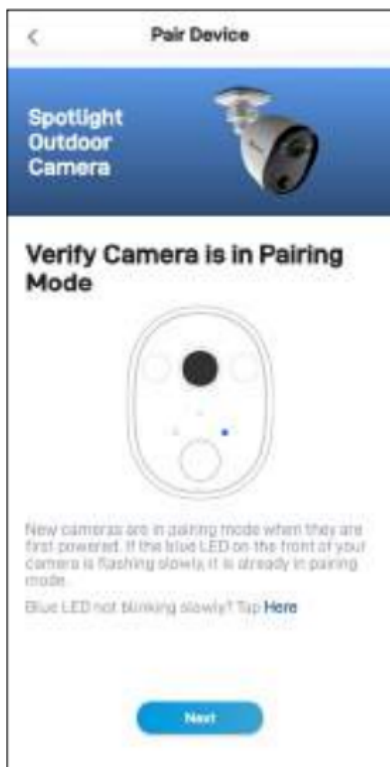 Pair Device
Spotlight
Outdoor
Camera
Verify Camera is in Pairing
Mode
New cameras are in pairing mode when they are
first powered. If the blue LED on the front of your
camera is flashing slowly, it is already in pairing
mode.
Blue LED not blinking slowly? Tap Here
Next